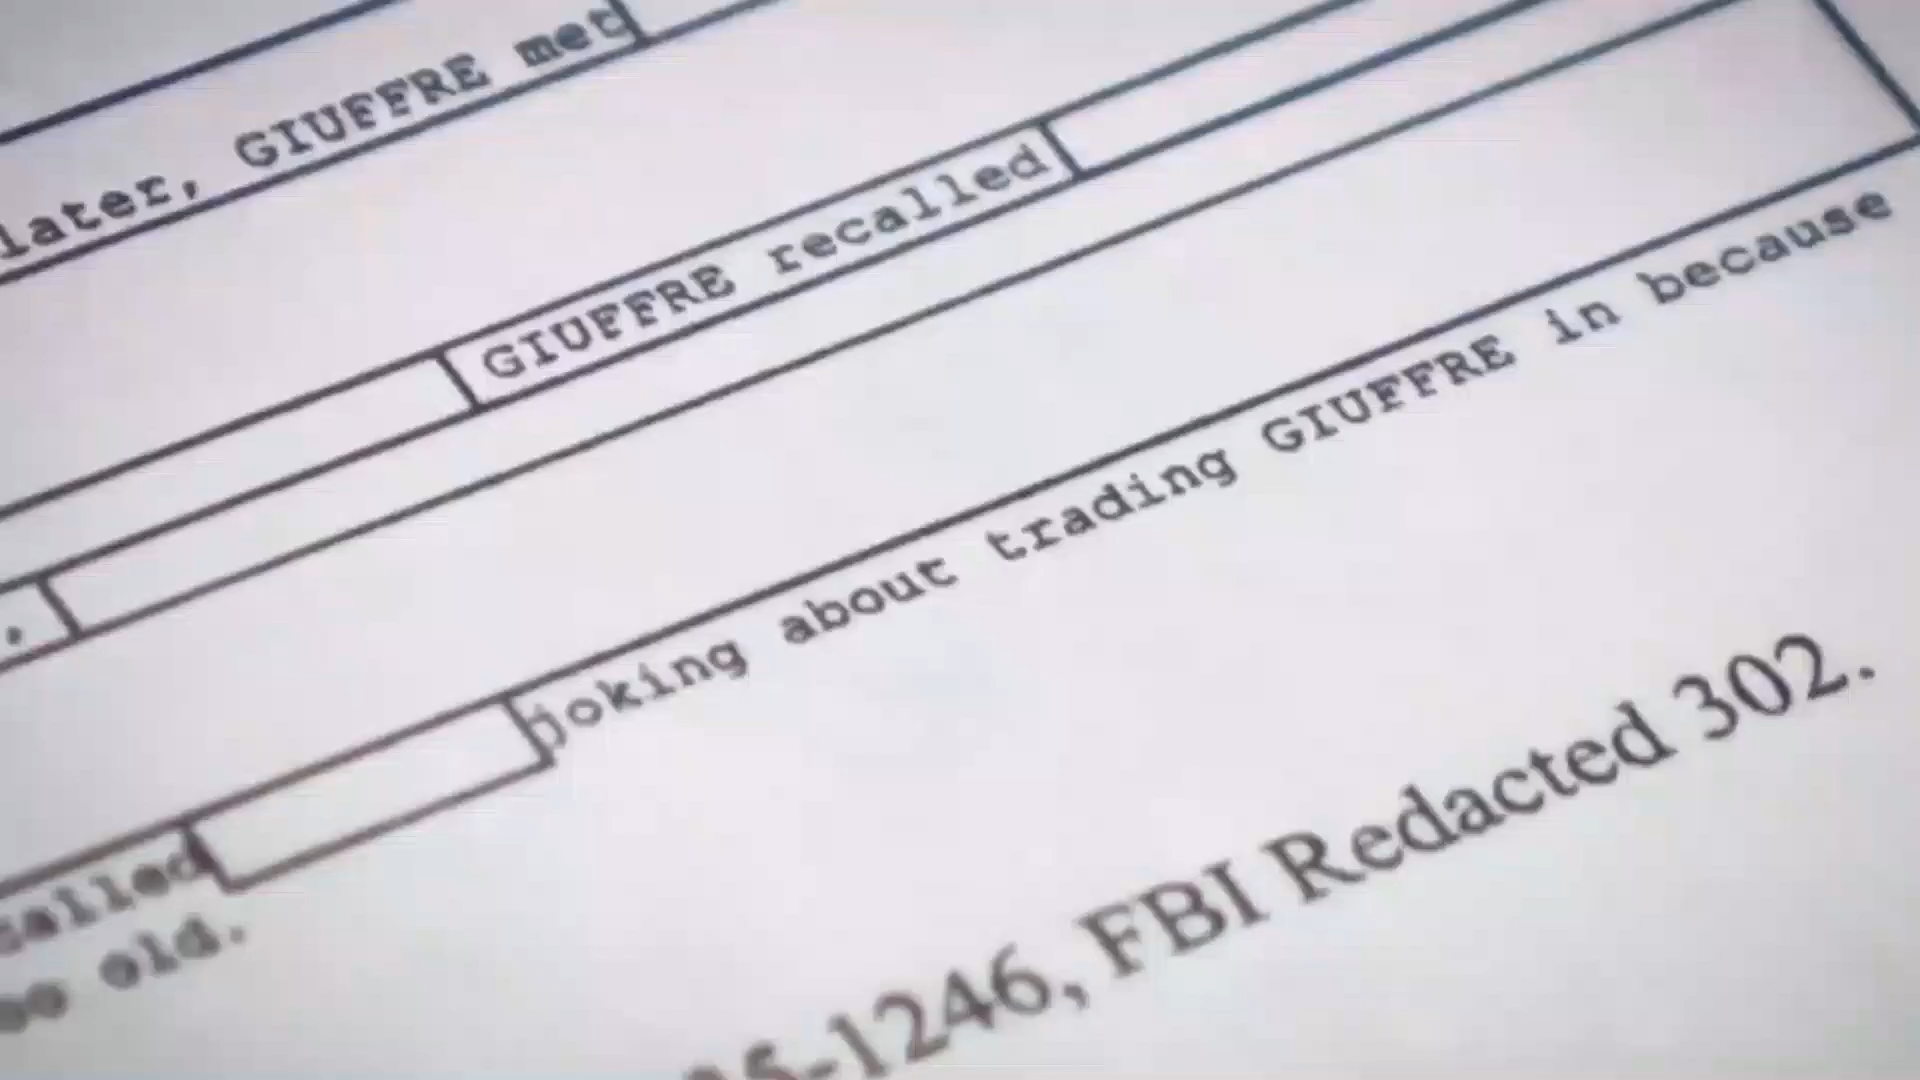 later, GIUFFRE met
GIUFFRE recalled
.
joking about trading GIUFFRE in because
called
old.
-1246, FBI Redacted 302.